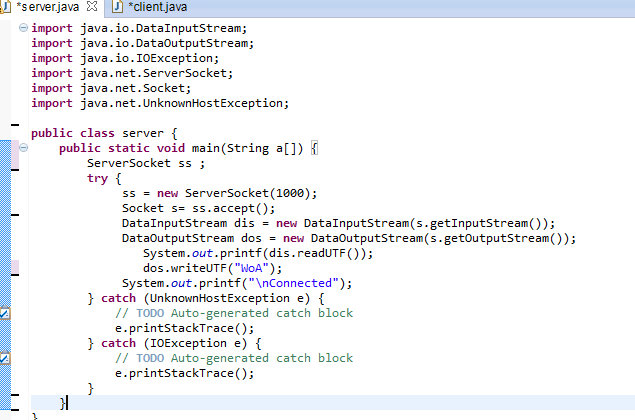 *server.java *client.java
import java.io.DataInputStream;
import java.io.DataOutputStream;
import java.io.IOException;
import java.net.ServerSocket;
import java.net.Socket;
import java.net.UnknownHostException;
public class server {
public static void main(String a[]) {
ServerSocket ss ;
try {
ss = new ServerSocket(1000);
Socket s= ss.accept();
DataInputStream dis = new DataInputStream(s.getInputStream());
DataOutputStream dos = new DataOutputStream(s.getOutputStream());
System.out.printf(dis.readUTF());
dos.writeUTF("WoA");
System.out.printf("\nConnected");
} catch (UnknownHostException e) {
// TODO Auto-generated catch block
e.printStackTrace();
} catch (IOException e) {
// TODO Auto-generated catch block
e.printStackTrace();
}
}
}